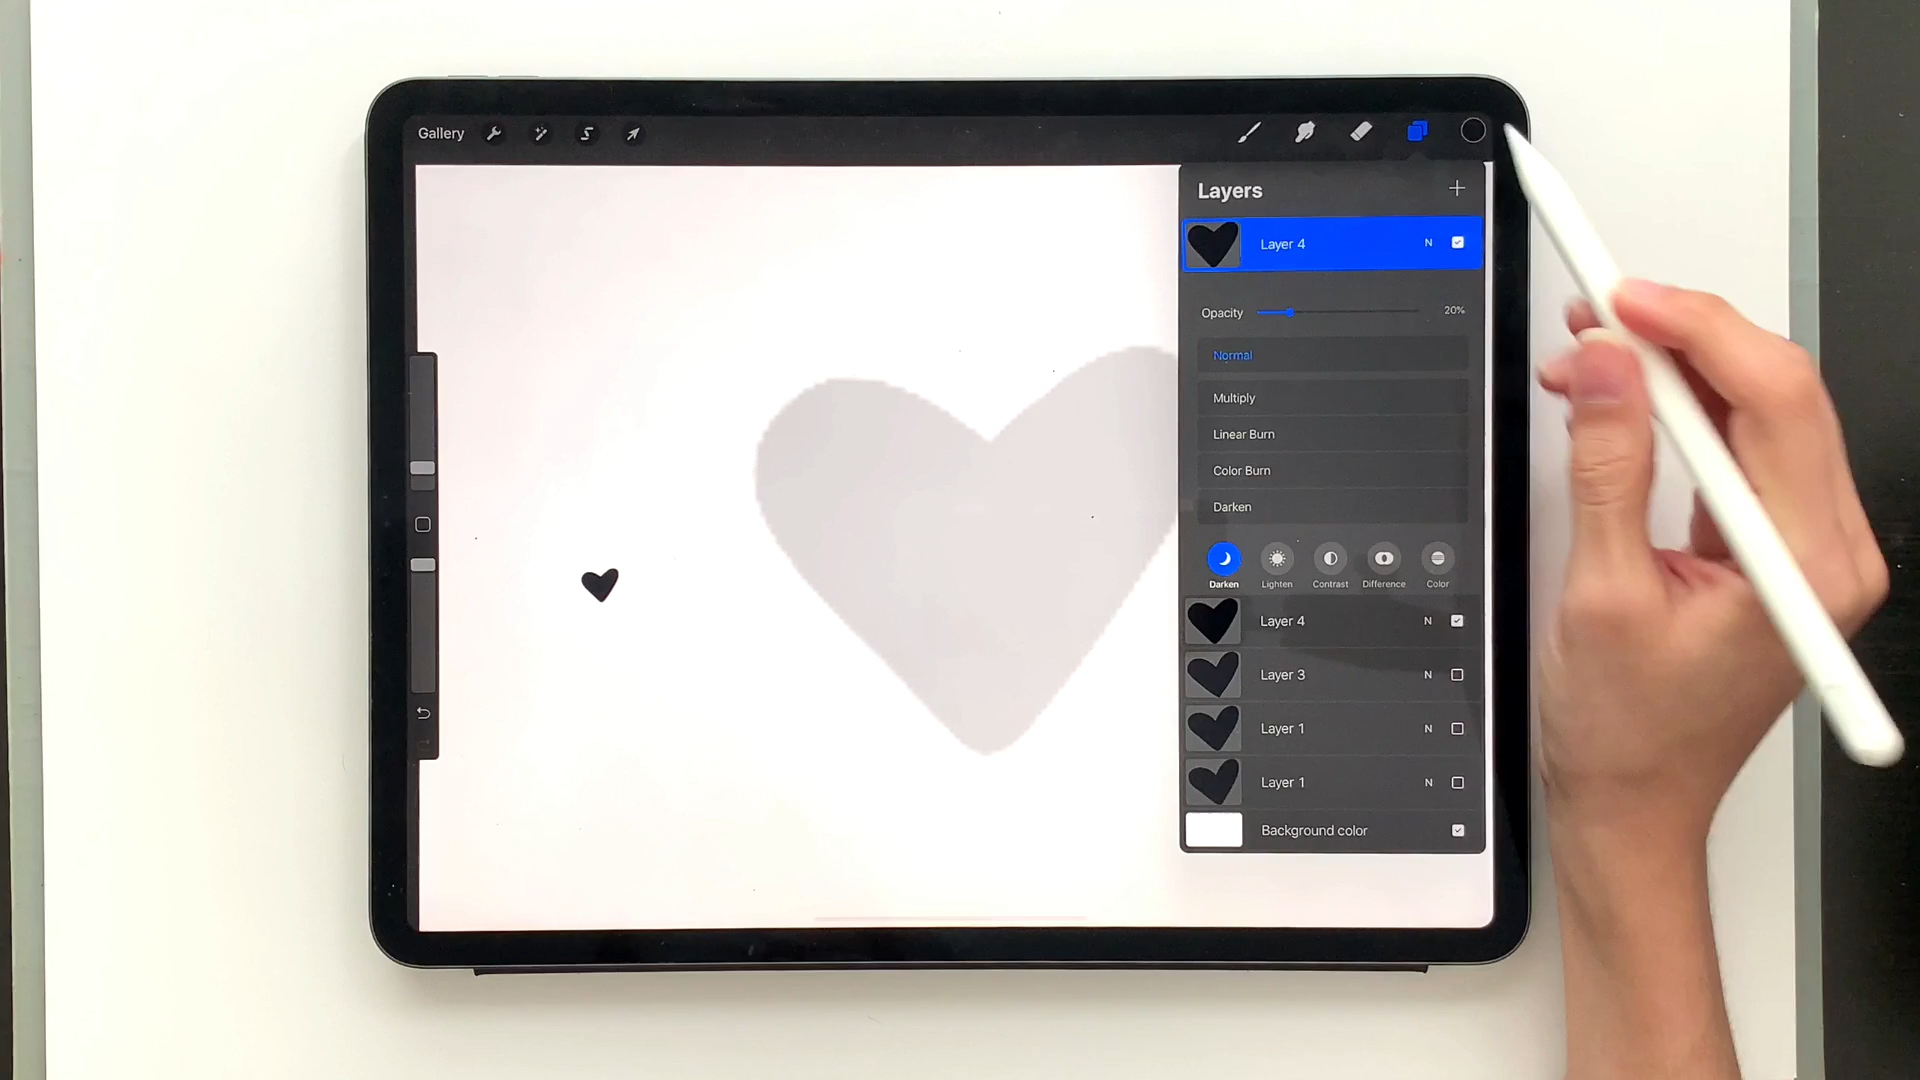 Gallery
Layers
Layer 4 N
Opacity 20%
Normal
Multiply
Linear Burn
Color Burn
Darken
Darken Lighten Contrast Difference Color
Layer 4 N
Layer 3 N
Layer 1 N
Layer 1 N
Background color